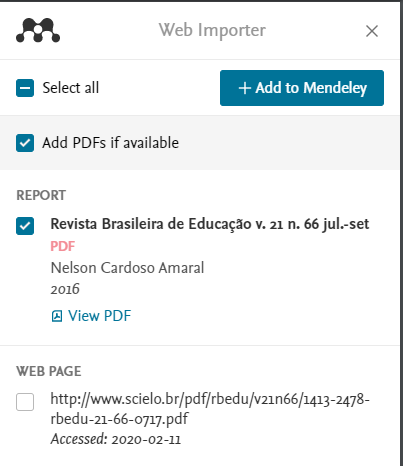 Web Importer
Select all
+ Add to Mendeley
Add PDFs if available
REPORT
Revista Brasileira de Educação v. 21 n. 66 jul.-set
PDF
Nelson Cardoso Amaral
2016
View PDF
WEB PAGE
http://www.scielo.br/pdf/rbedu/v21n66/1413-2478-
rbedu-21-66-0717.pdf
Accessed: 2020-02-11